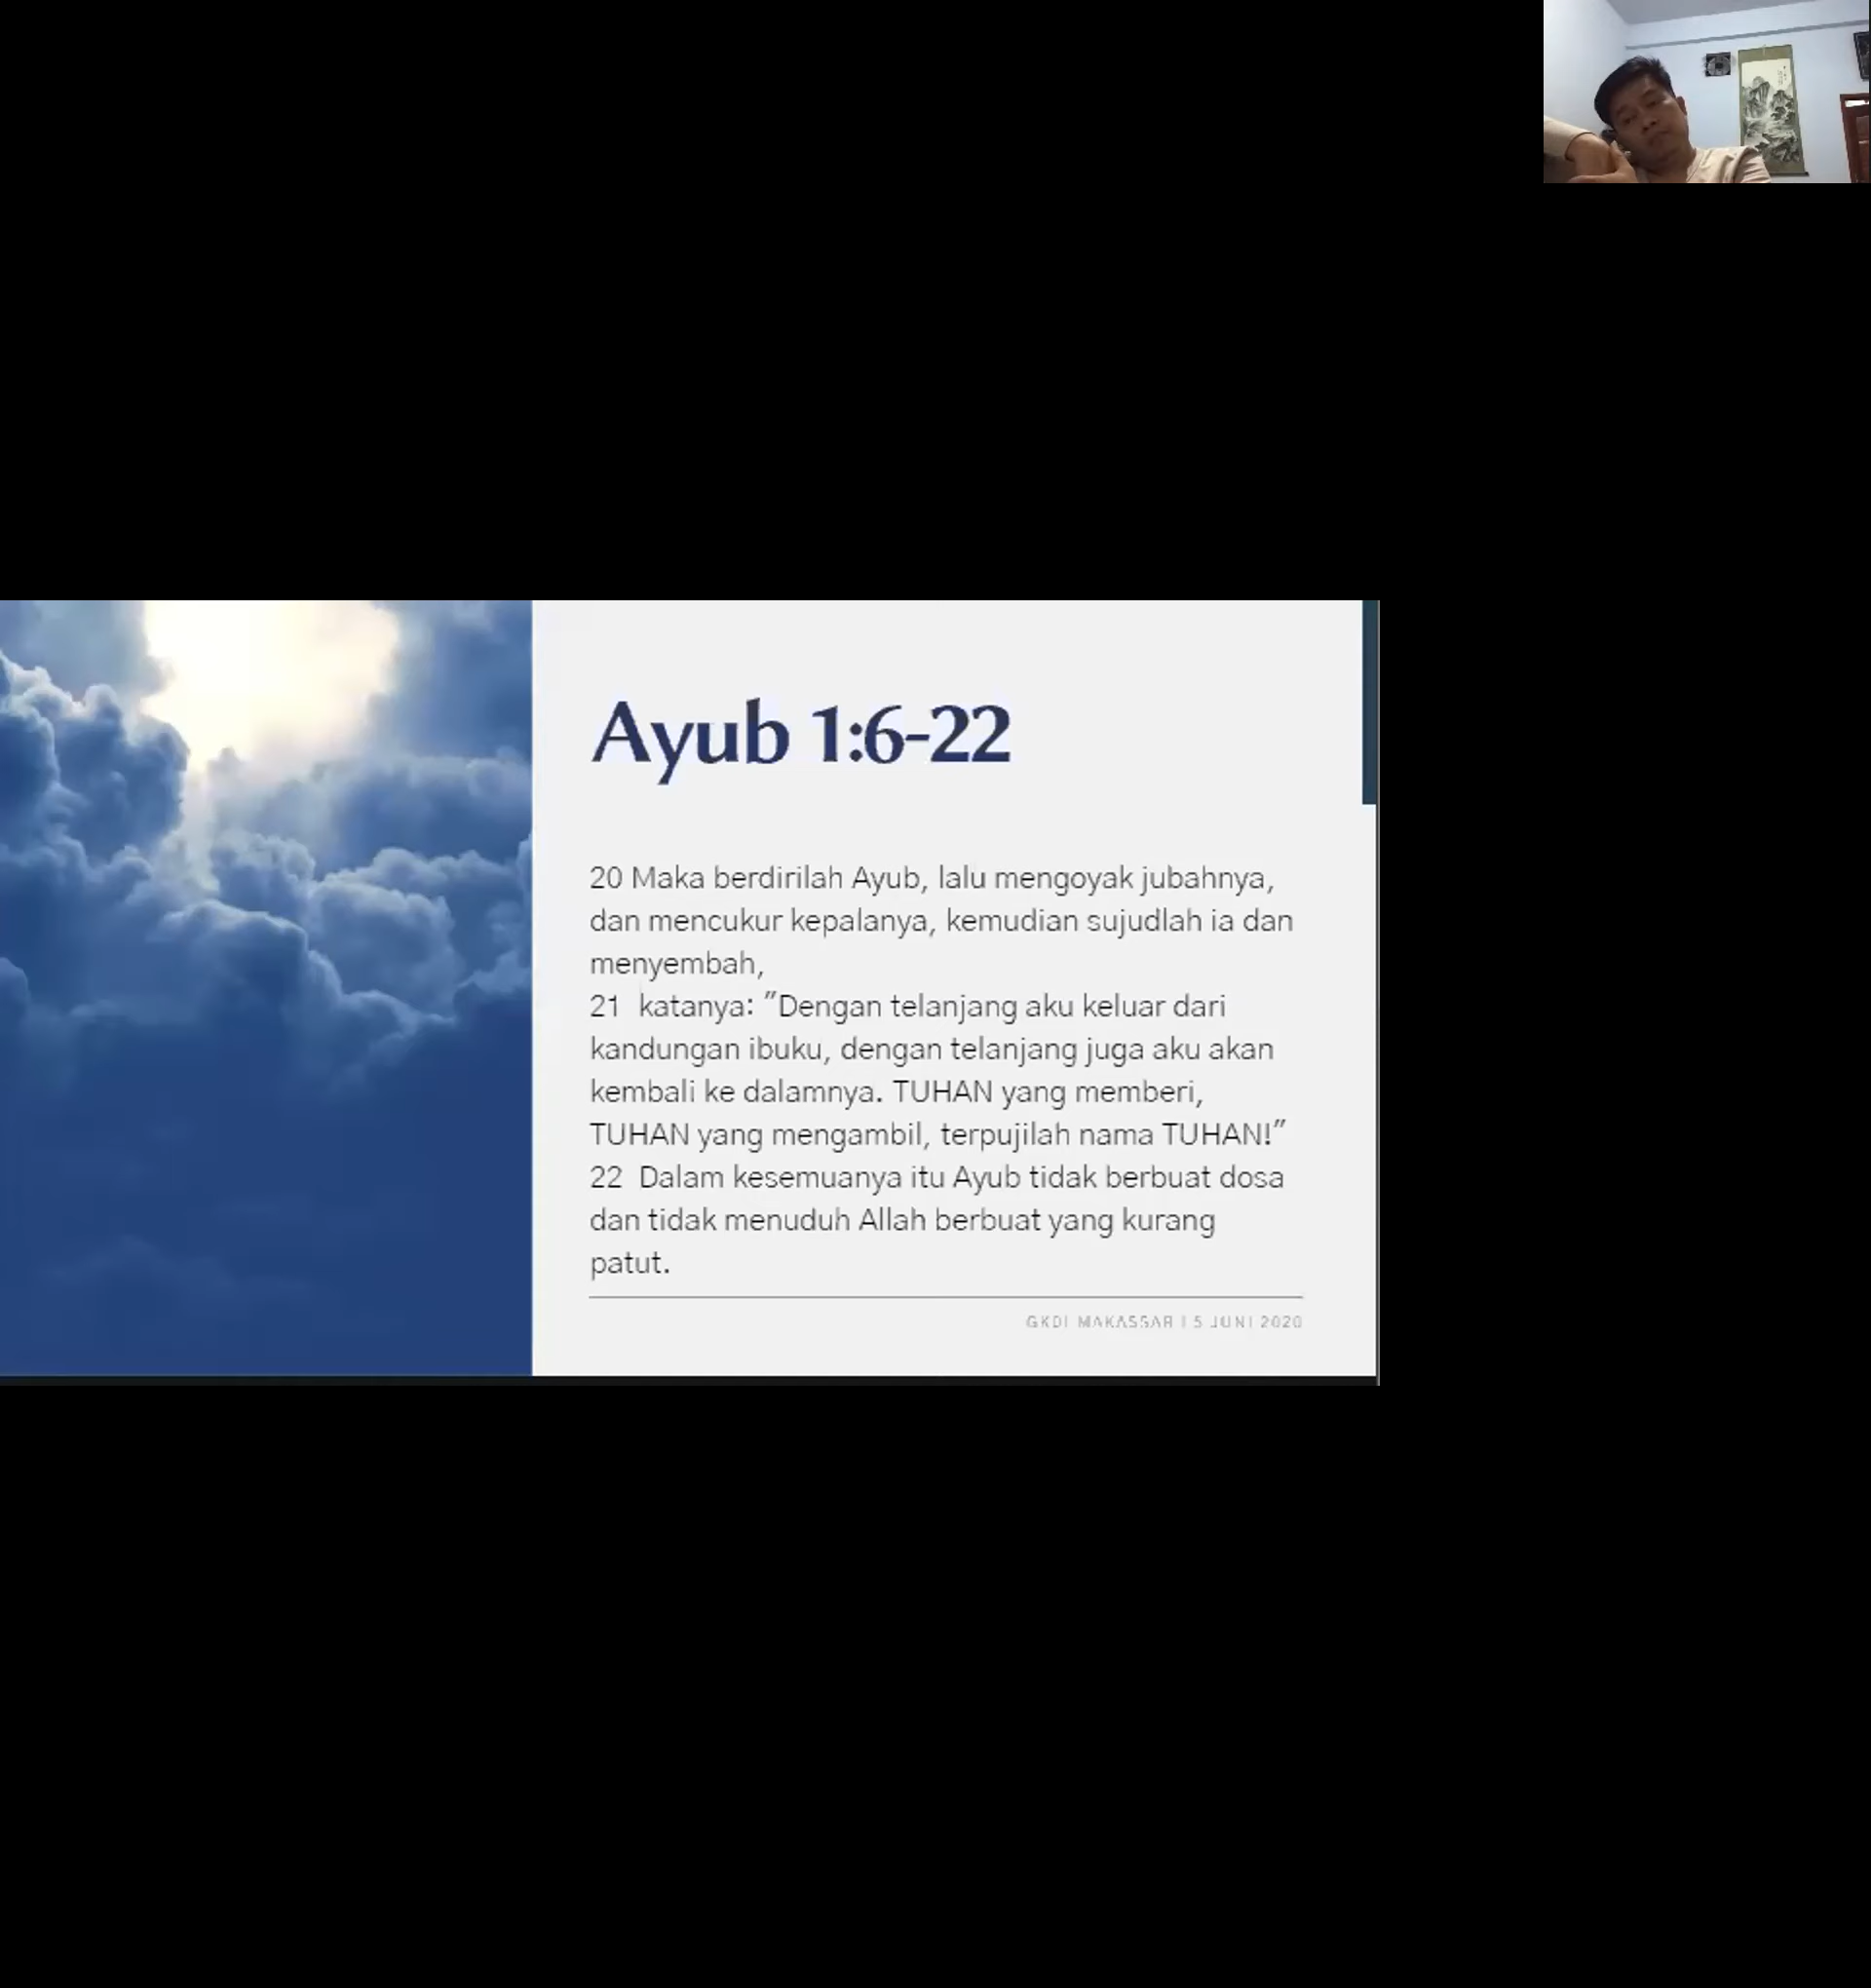 Ayub 1:6-22
20 Maka berdirilah Ayub, lalu mengoyak jubahnya,
dan mencukur kepalanya, kemudian sujudlah ia dan
menyembah,
21  katanya: "Dengan telanjang aku keluar dari
kandungan ibuku, dengan telanjang juga aku akan
kembali ke dalamnya. TUHAN yang memberi,
TUHAN yang mengambil, terpujilah nama TUHAN!"
22  Dalam kesemuanya itu Ayub tidak berbuat dosa
dan tidak menuduh Allah berbuat yang kurang
patut.
GKDI MAKASSAR | 5 JUNI 2020